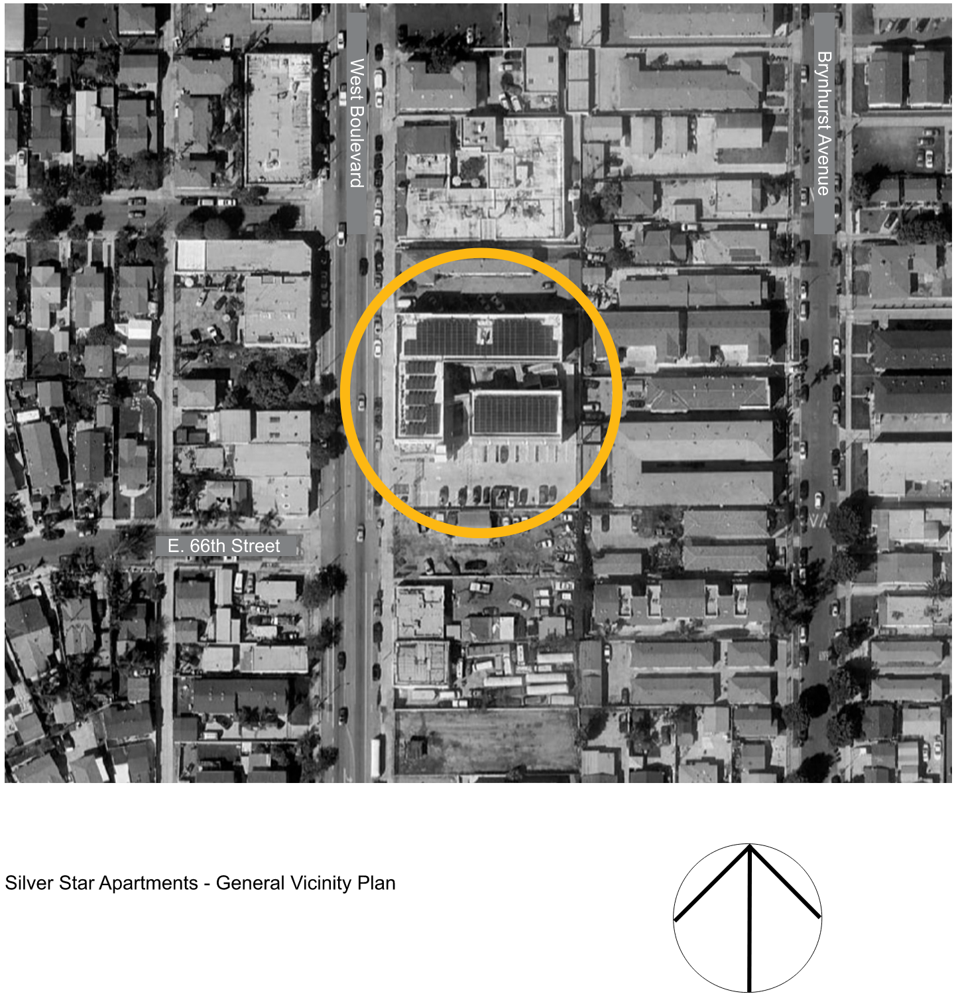 West Boulevard
Brynhurst Avenue
E. 66th Street
Silver Star Apartments - General Vicinity Plan